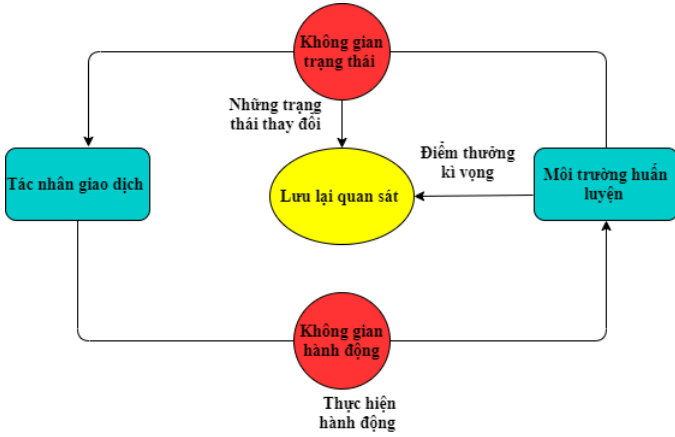 Không gian
trạng thái
Những trạng
thái thay đổi
Điểm thưởng
kì vọng
Tác nhân giao dịch
Lưu lại quan sát
Môi trường huấn
luyện
Không gian
hành động
Thực hiện
hành động